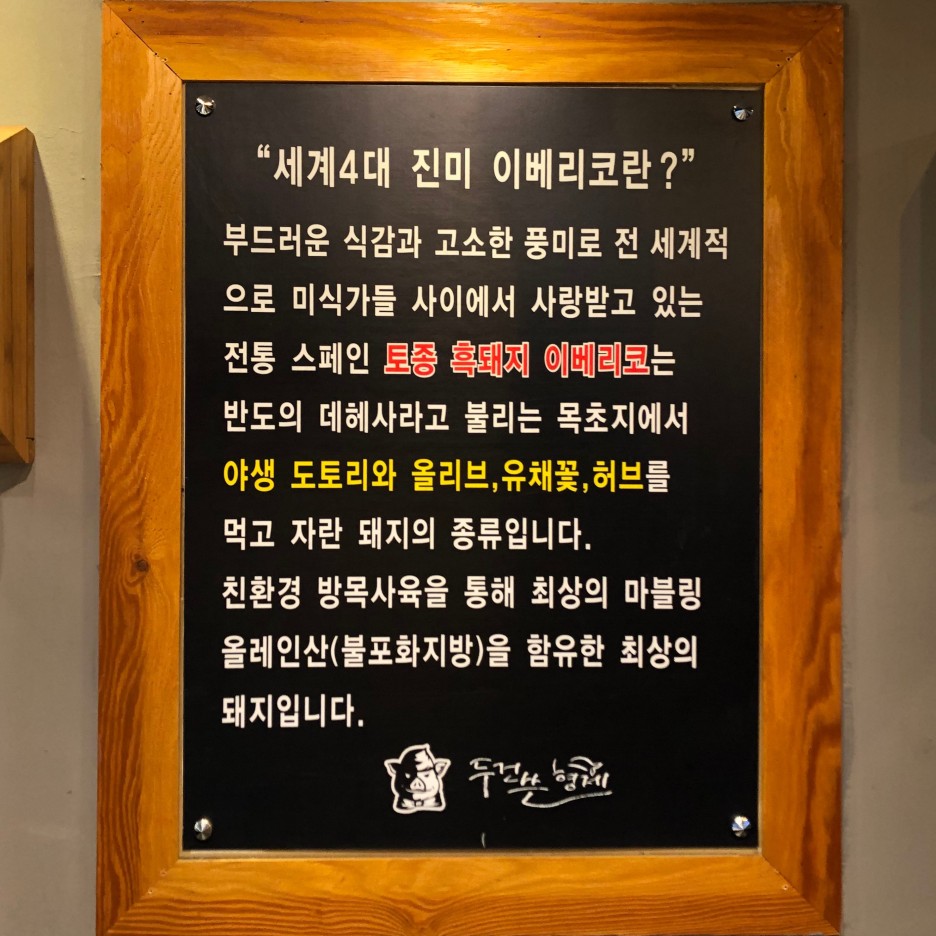 “세계4대 진미 이베리코란?”
부드러운 식감과 고소한 풍미로 전 세계적
으로 미식가들 사이에서 사랑받고 있는
전통 스페인 토종 흑돼지 이베리코는
반도의 데헤사라고 불리는 목초지에서
야생 도토리와 올리브,유채꽃,허브를
먹고 자란 돼지의 종류입니다.
친환경 방목사육을 통해 최상의 마블링
올레인산(불포화지방)을 함유한 최상의
돼지입니다.
두건쓴형제